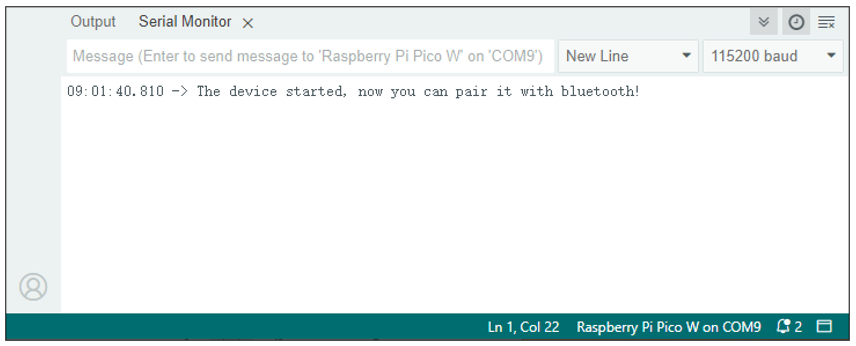 Output Serial Monitor
Message (Enter to send message to 'Raspberry Pi Pico W' on 'COM9') New Line 115200 baud
09:01:40.810 -> The device started, now you can pair it with bluetooth!
Ln 1, Col 22 Raspberry Pi Pico W on COM9 2